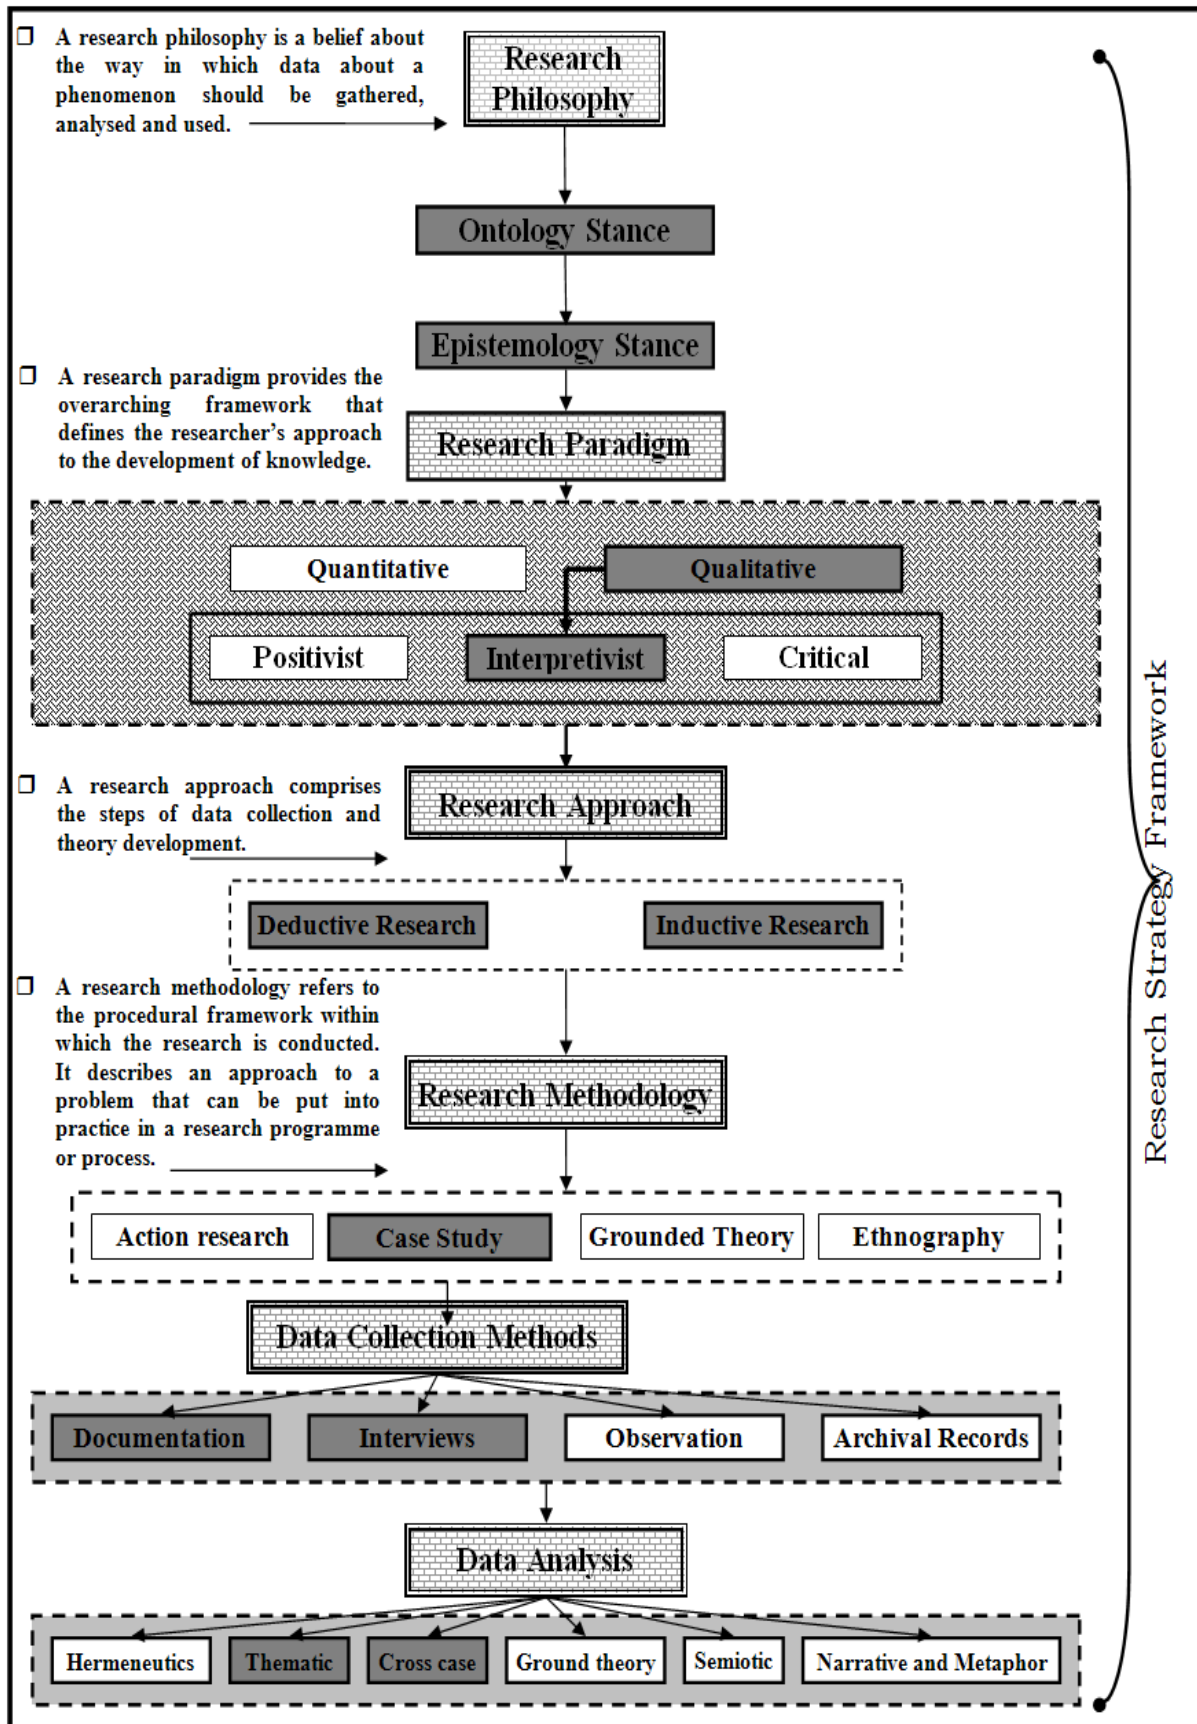 ❒ A research philosophy is a belief about
the way in which data about a
phenomenon should be gathered,
analysed and used.
Research
Philosophy
Ontology Stance
Epistemology Stance
❒ A research paradigm provides the
overarching framework that
defines the researcher's approach
to the development of knowledge.
Research Paradigm
Quantitative
Qualitative
Positivist
Interpretivist
Critical
❒ A research approach comprises
the steps of data collection and
theory development.
Research Approach
Deductive Research
Inductive Research
❒ A research methodology refers to
the procedural framework within
which the research is conducted.
It describes an approach to a
problem that can be put into
practice in a research programme
or process.
Research Methodology
Action research
Case Study
Grounded Theory
Ethnography
Data Collection Methods
Documentation
Interviews
Observation
Archival Records
Data Analysis
Hermeneutics
Thematic
Cross case
Ground theory
Semiotic
Narrative and Metaphor
Research Strategy Framework